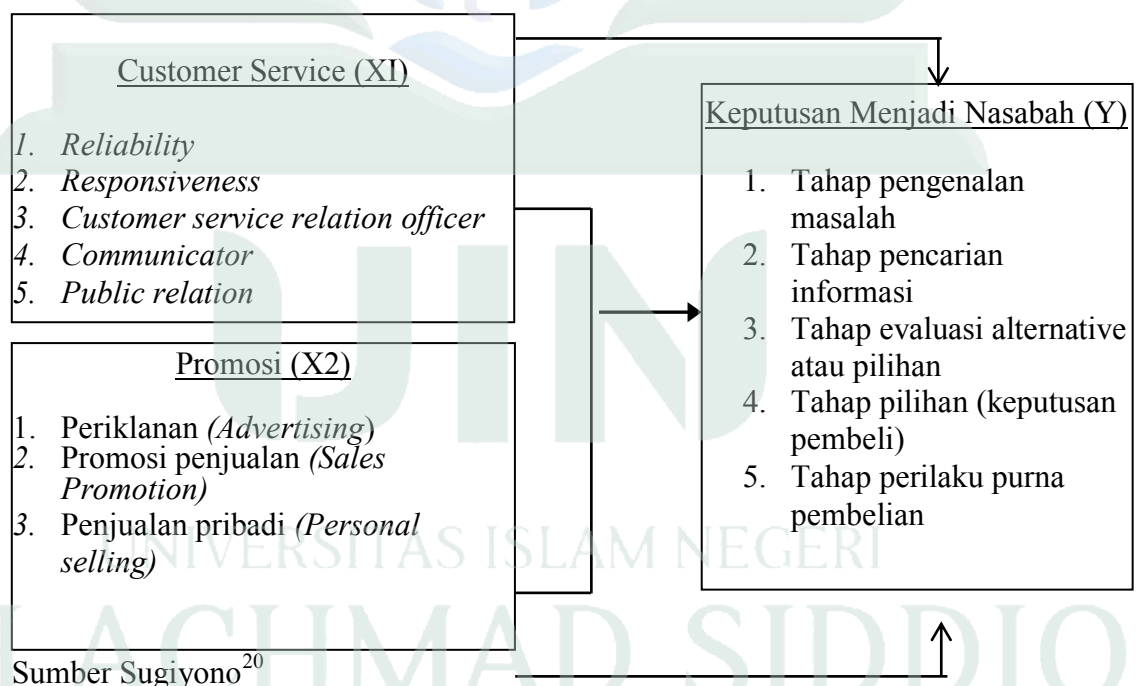 Customer Service (XI)
1. Reliability
2. Responsiveness
3. Customer service relation officer
4. Communicator
5. Public relation
Promosi (X2)
1. Periklanan (Advertising)
2. Promosi penjualan (Sales
Promotion)
3. Penjualan pribadi (Personal
selling)
Keputusan Menjadi Nasabah (Y)
1. Tahap pengenalan
masalah
2. Tahap pencarian
informasi
3. Tahap evaluasi alternative
atau pilihan
4. Tahap pilihan (keputusan
pembeli)
5. Tahap perilaku purna
pembelian
UIN
UNIVERSITAS ISLAM NEGERI
ACHMAD SIDDIQ
Sumber Sugiyono20